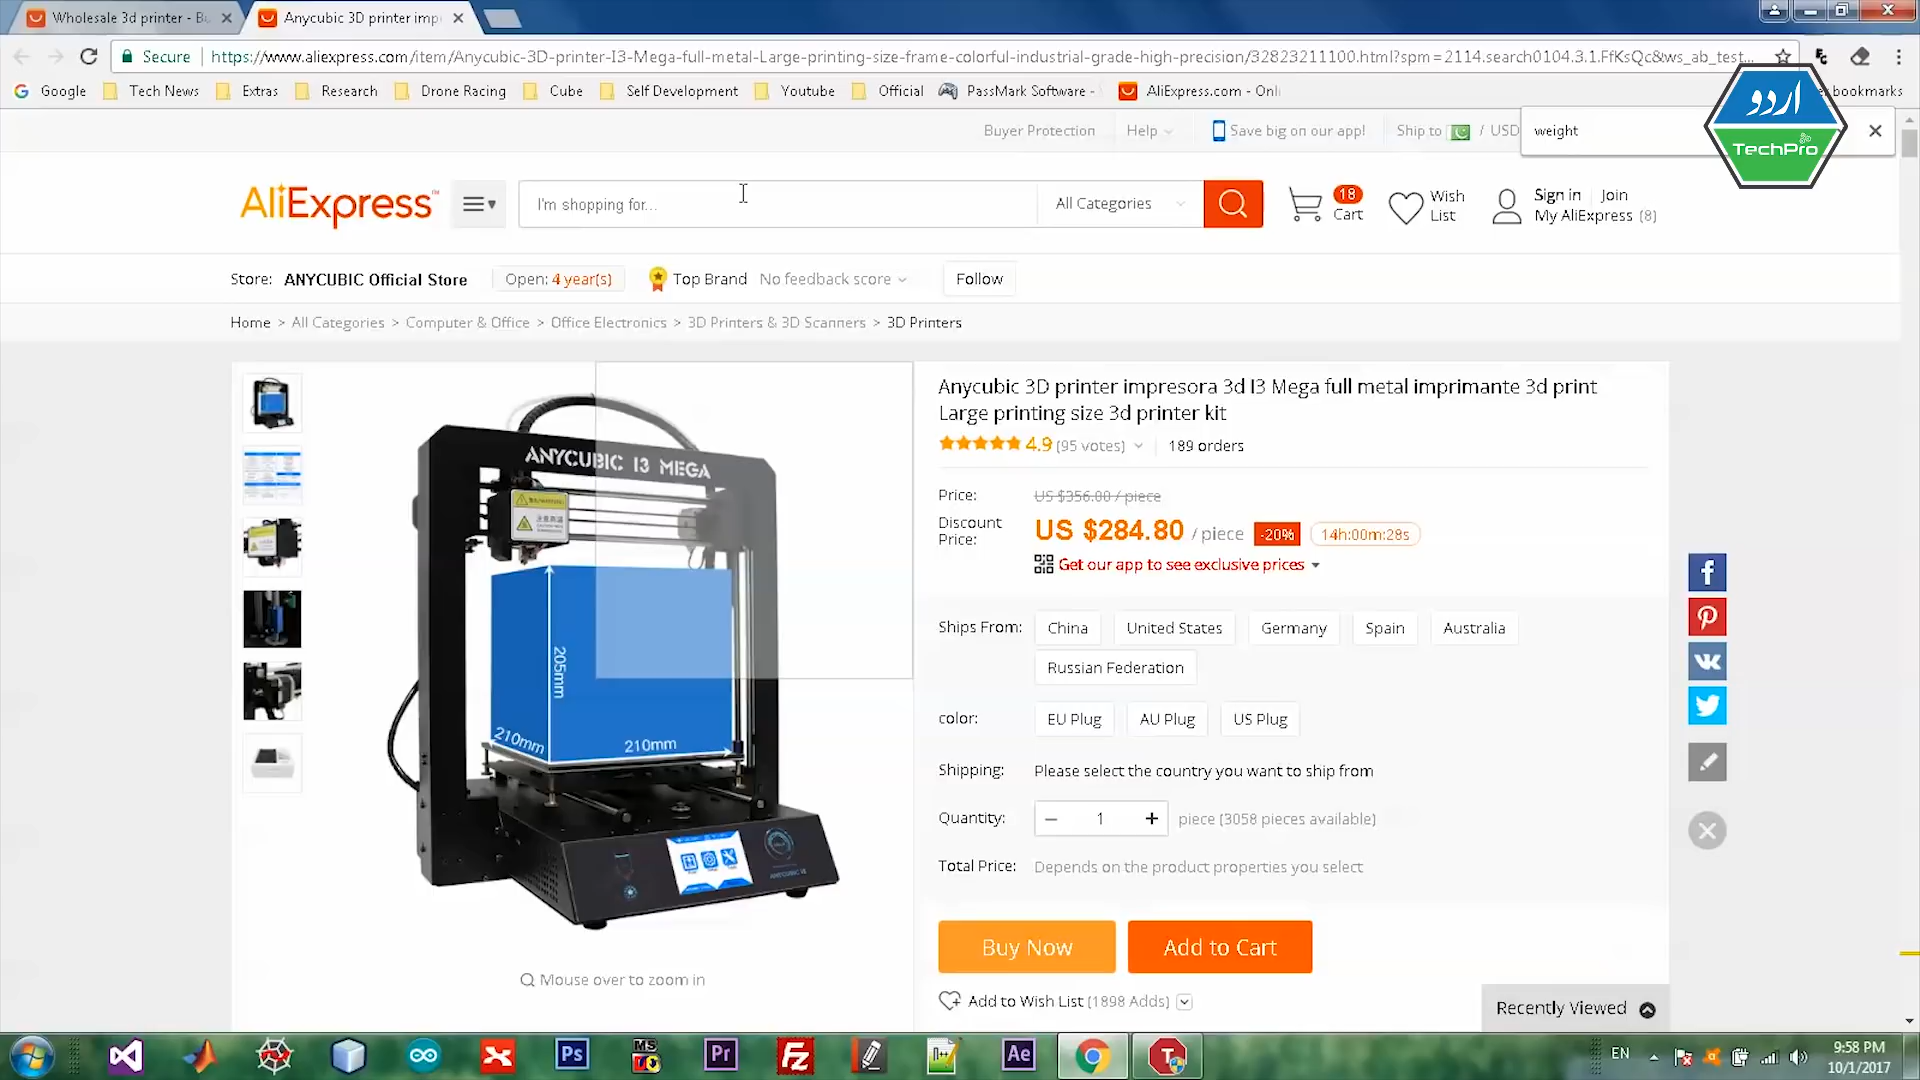 Wholesale 3d printer - Bu
Anycubic 3D printer imp
Secure
https://www.aliexpress.com/item/Anycubic-3D-printer-I3-Mega-full-metal-Large-printing-size-frame-colorful-industrial-grade-high-precision/32823211100.html?spm=2114.search0104.3.1.FfKsQc&ws_ab_test...
Google Tech News Extras Research Drone Racing Cube Self Development Youtube Official PassMark Software - AliExpress.com - Onli bookmarks
اردو
TechPro
Buyer Protection Help Save big on our app! Ship to / USD
weight
AliExpress™
I'm shopping for...
All Categories
18
Cart
Wish
List
Sign in Join
My AliExpress (8)
Store: ANYCUBIC Official Store Open: 4 year(s) Top Brand No feedback score Follow
Home > All Categories > Computer & Office > Office Electronics > 3D Printers & 3D Scanners > 3D Printers
ANYCUBIC I3 MEGA
205mm
210mm
210mm
Mouse over to zoom in
Anycubic 3D printer impresora 3d I3 Mega full metal imprimante 3d print
Large printing size 3d printer kit
4.9 (95 votes) 189 orders
Price: US $356.00 / piece
Discount
Price:
US $284.80 / piece -20% 14h:00m:28s
Get our app to see exclusive prices
Ships From: China United States Germany Spain Australia
Russian Federation
color: EU Plug AU Plug US Plug
Shipping: Please select the country you want to ship from
Quantity: − 1 + piece (3058 pieces available)
Total Price: Depends on the product properties you select
Buy Now Add to Cart
Add to Wish List (1898 Adds)
Recently Viewed
Ps
MS
Pr
Fz
Ae
T
EN
9:58 PM
10/1/2017